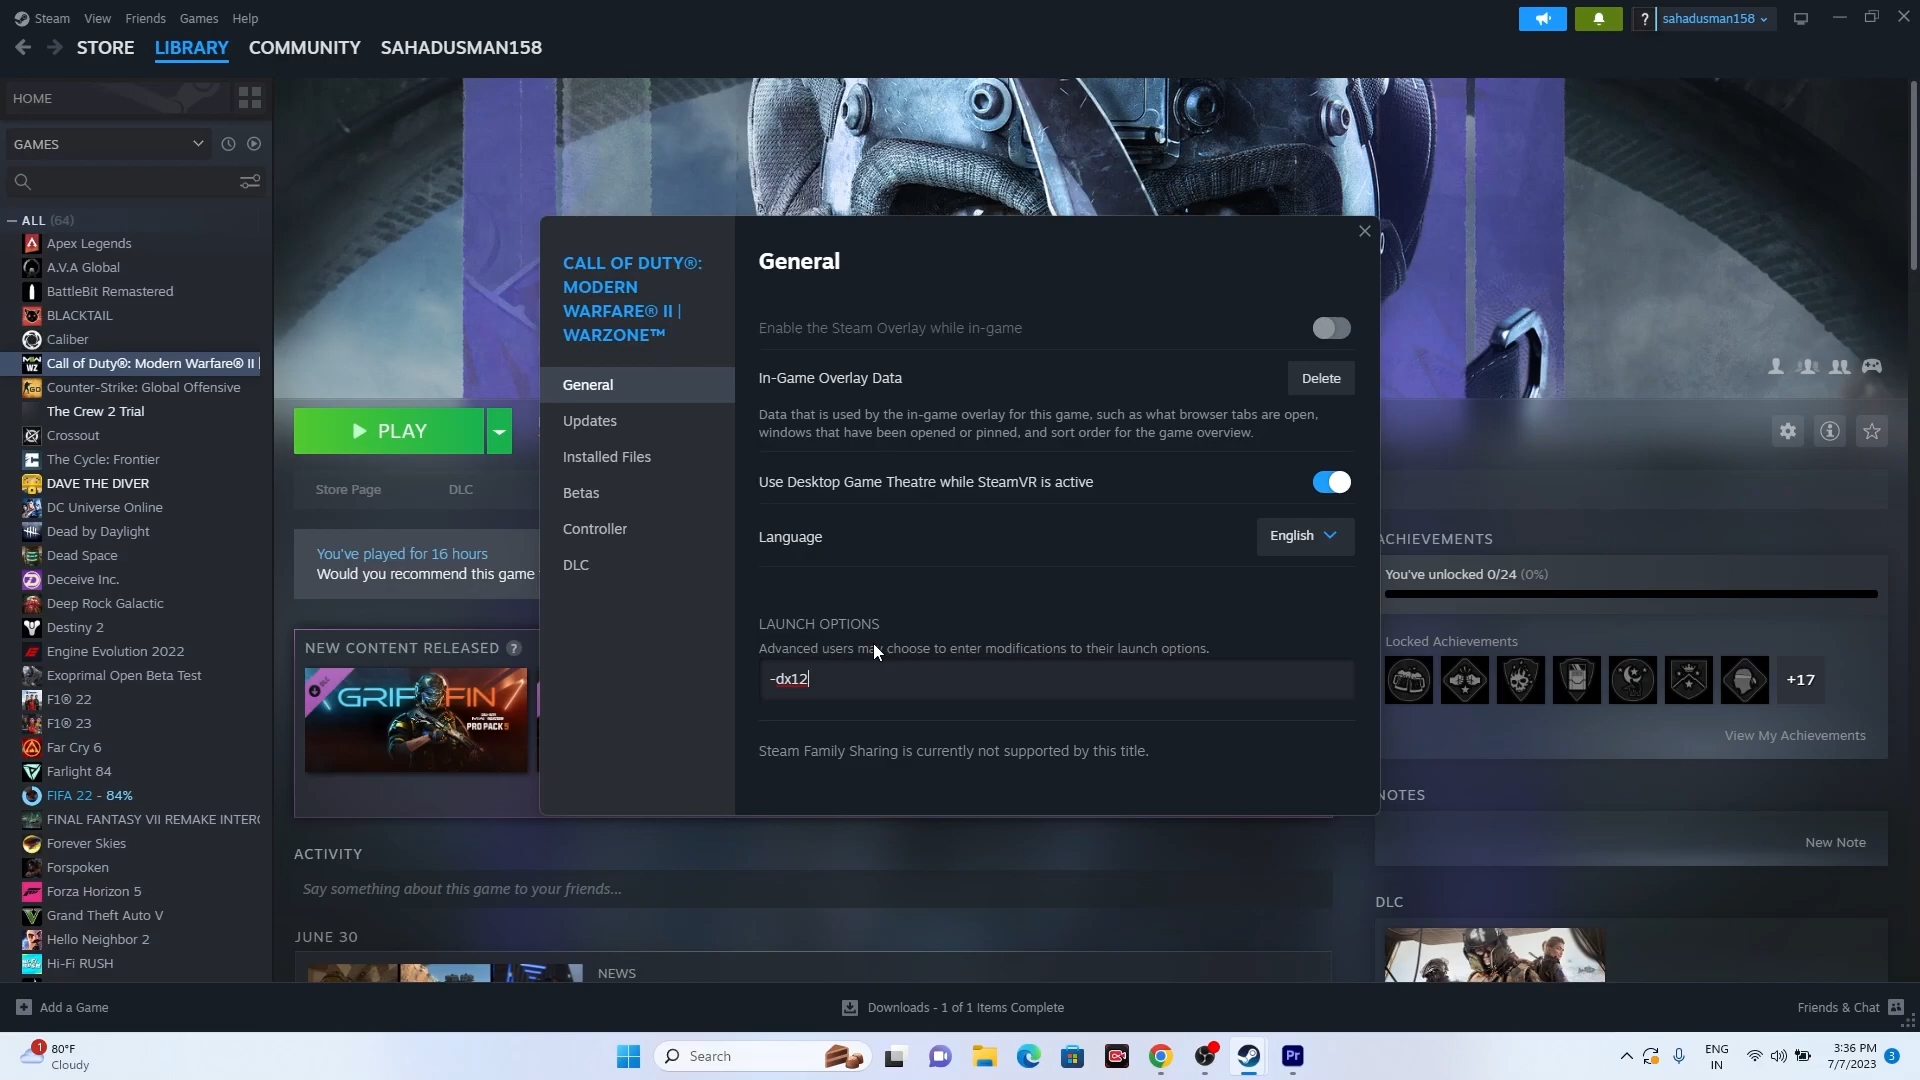 Steam View Friends Games Help
? sahadusman158
STORE LIBRARY COMMUNITY SAHADUSMAN158
HOME
GAMES
— ALL (64)
Apex Legends
A.V.A Global
BattleBit Remastered
BLACKTAIL
Caliber
Call of Duty®: Modern Warfare® II |
Counter-Strike: Global Offensive
The Crew 2 Trial
Crossout
The Cycle: Frontier
DAVE THE DIVER
DC Universe Online
Dead by Daylight
Dead Space
Deceive Inc.
Deep Rock Galactic
Destiny 2
Engine Evolution 2022
Exoprimal Open Beta Test
F1® 22
F1® 23
Far Cry 6
Farlight 84
FIFA 22 - 84%
FINAL FANTASY VII REMAKE INTERG
Forever Skies
Forspoken
Forza Horizon 5
Grand Theft Auto V
Hello Neighbor 2
Hi-Fi RUSH
PLAY
Store Page DLC
You've played for 16 hours
Would you recommend this game
NEW CONTENT RELEASED ?
GRIFFIN
PRO PACK 5
ACTIVITY
Say something about this game to your friends...
JUNE 30
NEWS
CALL OF DUTY®:
MODERN
WARFARE® II |
WARZONE™
General
Updates
Installed Files
Betas
Controller
DLC
General
Enable the Steam Overlay while in-game
In-Game Overlay Data Delete
Data that is used by the in-game overlay for this game, such as what browser tabs are open,
windows that have been opened or pinned, and sort order for the game overview.
Use Desktop Game Theatre while SteamVR is active
Language English
LAUNCH OPTIONS
Advanced users may choose to enter modifications to their launch options.
-dx12
Steam Family Sharing is currently not supported by this title.
ACHIEVEMENTS
You've unlocked 0/24 (0%)
Locked Achievements
+17
View My Achievements
NOTES
New Note
DLC
Add a Game
Downloads - 1 of 1 Items Complete
Friends & Chat
1
80°F
Cloudy
Search
Pr
ENG
IN
3:36 PM
7/7/2023
3